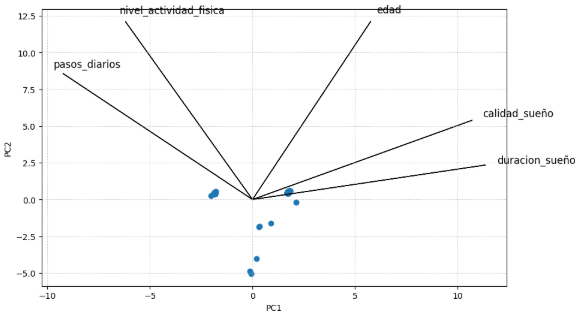 nivel_actividad_fisica
edad
pasos_diarios
calidad_sueño
duracion_sueño
12.5
10.0
7.5
5.0
2.5
0.0
−2.5
−5.0
PC2
−10 −5 0 5 10
PC1